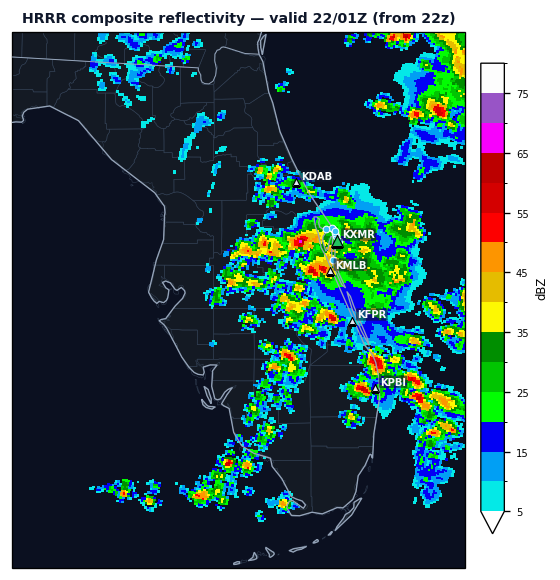 HRRR composite reflectivity — valid 22/01Z (from 22z)
KDAB
KXMR
KMLB
KFPR
KPBI
75
65
55
45
35
25
15
5
dBZ